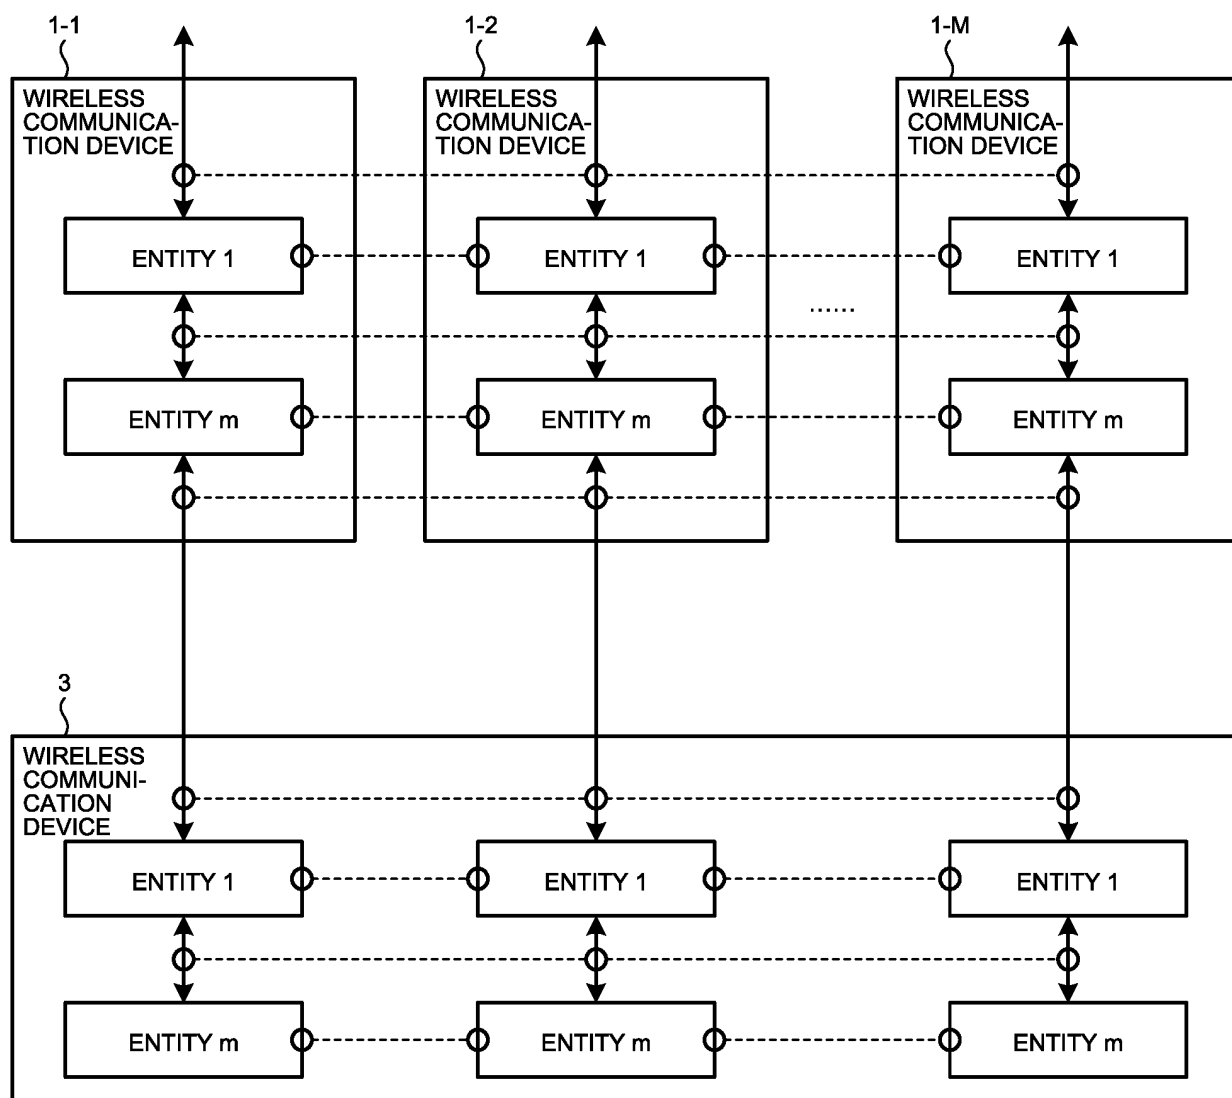 1-1
1-2
1-M
WIRELESS
COMMUNICA-
TION DEVICE
WIRELESS
COMMUNICA-
TION DEVICE
WIRELESS
COMMUNICA-
TION DEVICE
ENTITY 1
ENTITY 1
ENTITY 1
......
ENTITY m
ENTITY m
ENTITY m
3
WIRELESS
COMMUNI-
CATION
DEVICE
ENTITY 1
ENTITY 1
ENTITY 1
ENTITY m
ENTITY m
ENTITY m